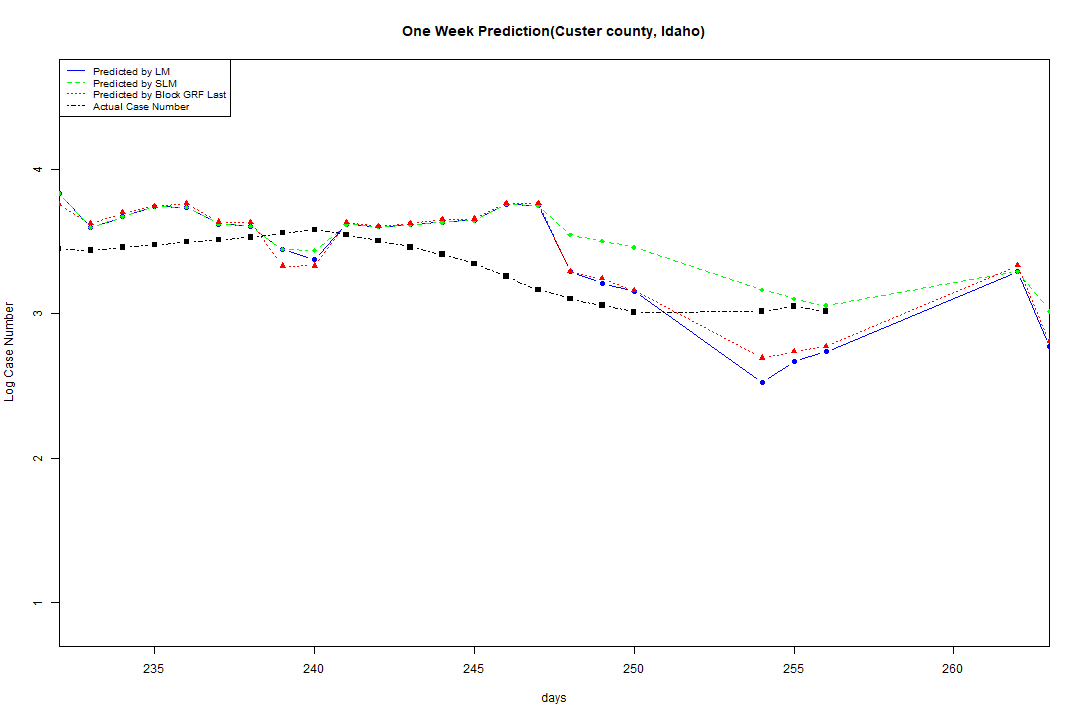 One Week Prediction(Custer county, Idaho)
Predicted by LM
Predicted by SLM
Predicted by Block GRF Last
Actual Case Number
4
3
2
1
Log Case Number
235 240 245 250 255 260
days